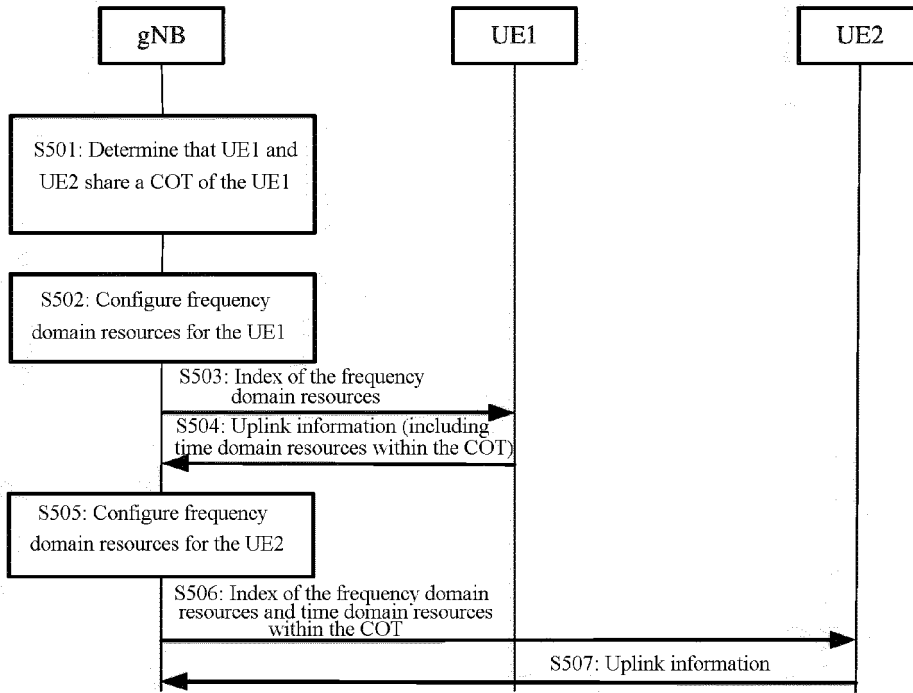 gNB
UE1
UE2
S501: Determine that UE1 and
UE2 share a COT of the UE1
S502: Configure frequency
domain resources for the UE1
S503: Index of the frequency
domain resources
S504: Uplink information (including
time domain resources within the COT)
S505: Configure frequency
domain resources for the UE2
S506: Index of the frequency domain
resources and time domain resources
within the COT
S507: Uplink information